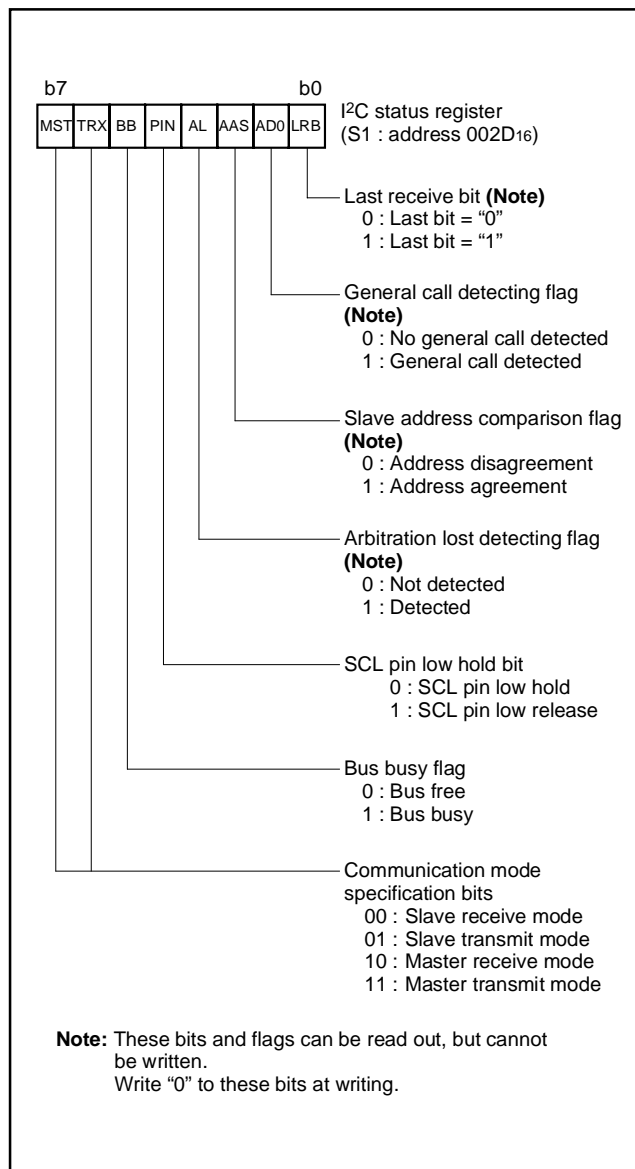 b7 b0
MST TRX BB PIN AL AAS AD0 LRB
I²C status register
(S1 : address 002D₁₆)
Last receive bit (Note)
0 : Last bit = “0”
1 : Last bit = “1”
General call detecting flag
(Note)
0 : No general call detected
1 : General call detected
Slave address comparison flag
(Note)
0 : Address disagreement
1 : Address agreement
Arbitration lost detecting flag
(Note)
0 : Not detected
1 : Detected
SCL pin low hold bit
0 : SCL pin low hold
1 : SCL pin low release
Bus busy flag
0 : Bus free
1 : Bus busy
Communication mode
specification bits
00 : Slave receive mode
01 : Slave transmit mode
10 : Master receive mode
11 : Master transmit mode
Note: These bits and flags can be read out, but cannot
be written.
Write “0” to these bits at writing.